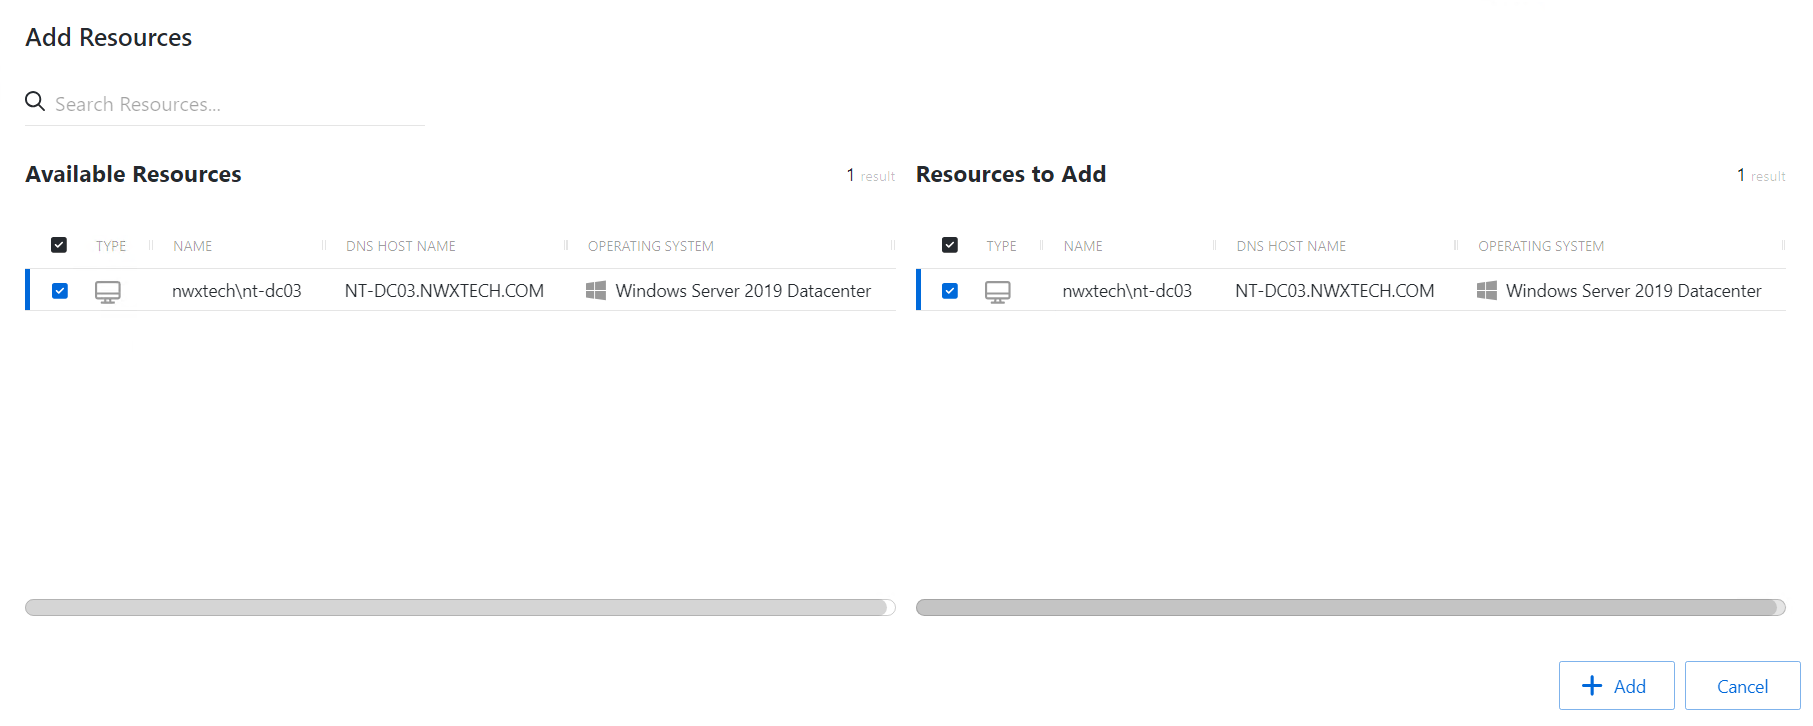 Add Resources
Search Resources...
Available Resources 1 result
Resources to Add 1 result
TYPE NAME DNS HOST NAME OPERATING SYSTEM
TYPE NAME DNS HOST NAME OPERATING SYSTEM
nwxtech\nt-dc03 NT-DC03.NWXTECH.COM Windows Server 2019 Datacenter
nwxtech\nt-dc03 NT-DC03.NWXTECH.COM Windows Server 2019 Datacenter
Add Cancel